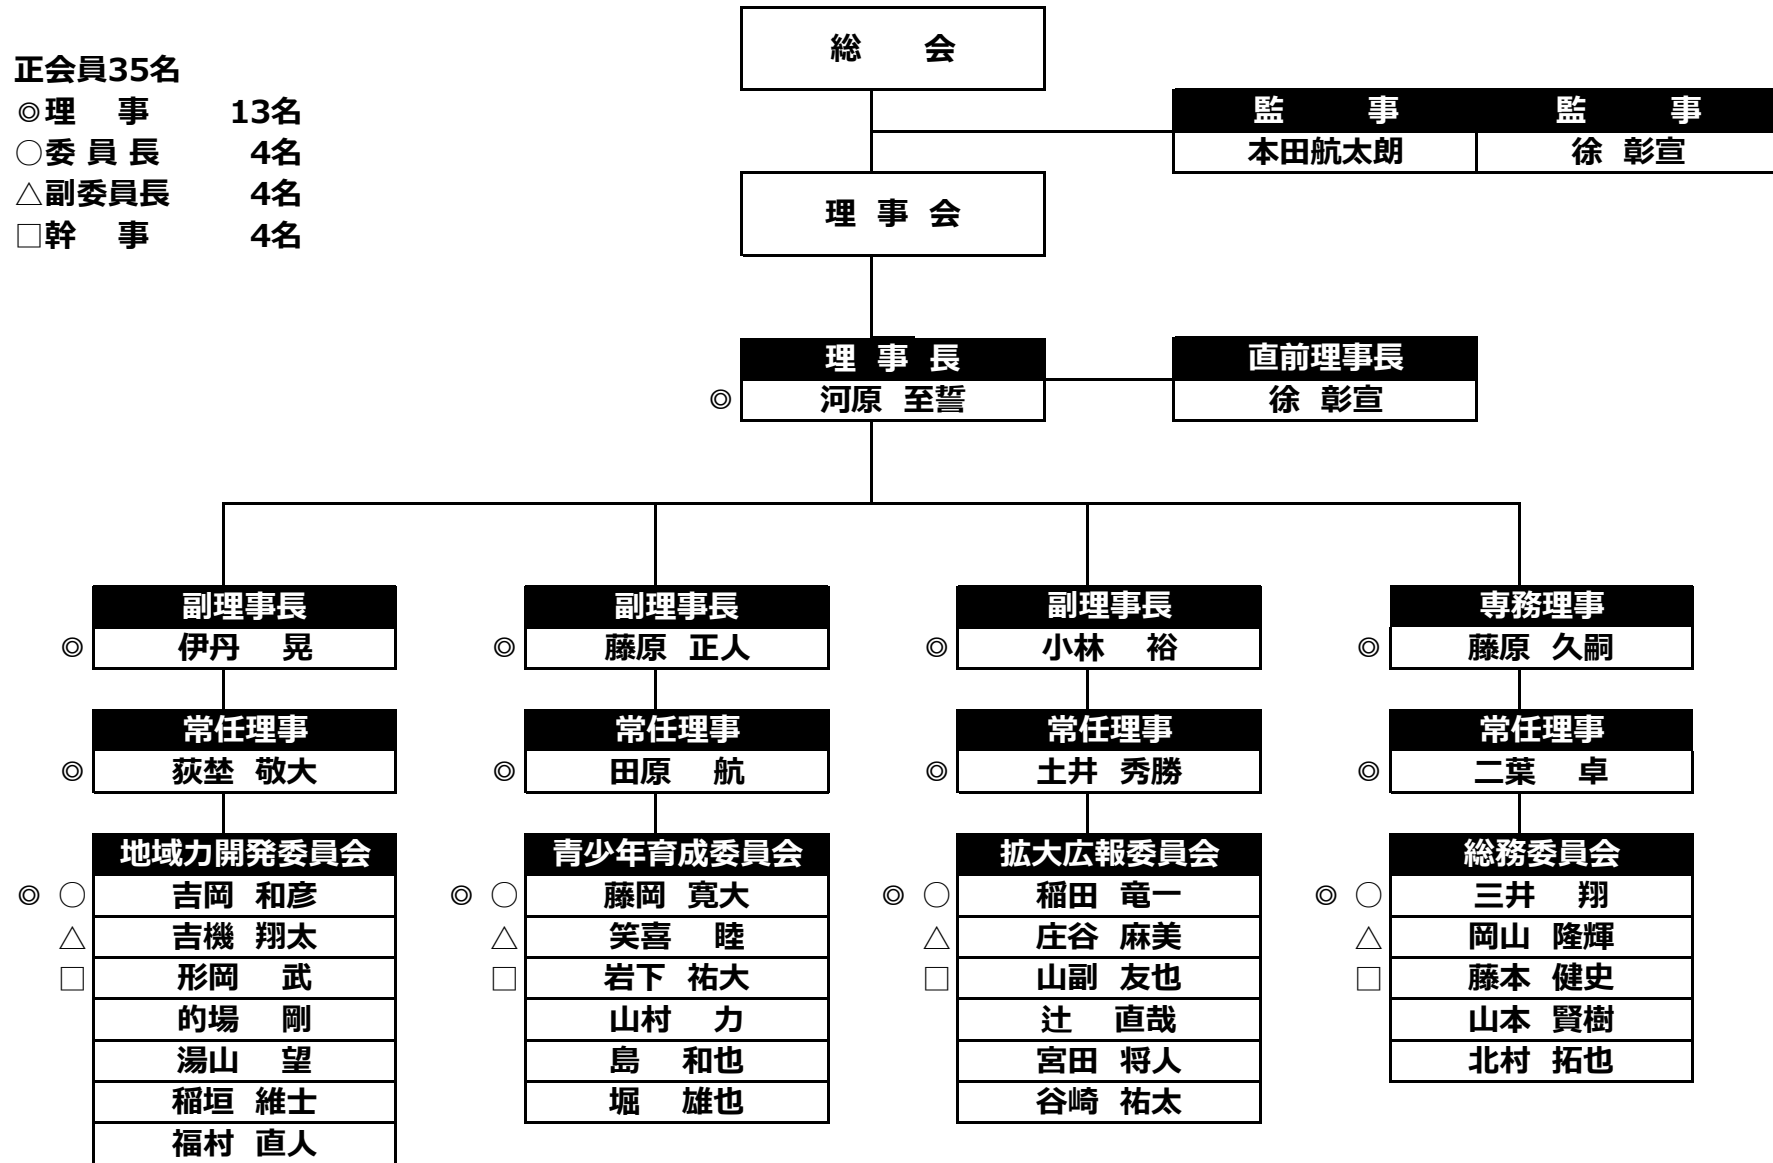 総 会
正会員35名
◎理 事 13名
○委員長 4名
△副委員長 4名
□幹 事 4名
監 事 監 事
本田航太朗 徐 彰宣
理事会
理事長 直前理事長
◎ 河原 至誓 徐 彰宣
副理事長 副理事長 副理事長 専務理事
◎ 伊丹 晃 ◎ 藤原 正人 ◎ 小林 裕 ◎ 藤原 久嗣
常任理事 常任理事 常任理事 常任理事
◎ 荻埜 敬大 ◎ 田原 航 ◎ 土井 秀勝 ◎ 二葉 卓
地域力開発委員会 青少年育成委員会 拡大広報委員会 総務委員会
◎ ○ 吉岡 和彦 ◎ ○ 藤岡 寛大 ◎ ○ 稲田 竜一 ◎ ○ 三井 翔
△ 吉機 翔太 △ 笑喜 睦 △ 庄谷 麻美 △ 岡山 隆輝
□ 形岡 武 □ 岩下 祐大 □ 山副 友也 □ 藤本 健史
的場 剛 山村 力 辻 直哉 山本 賢樹
湯山 望 島 和也 宮田 将人 北村 拓也
稲垣 維士 堀 雄也 谷崎 祐太
福村 直人